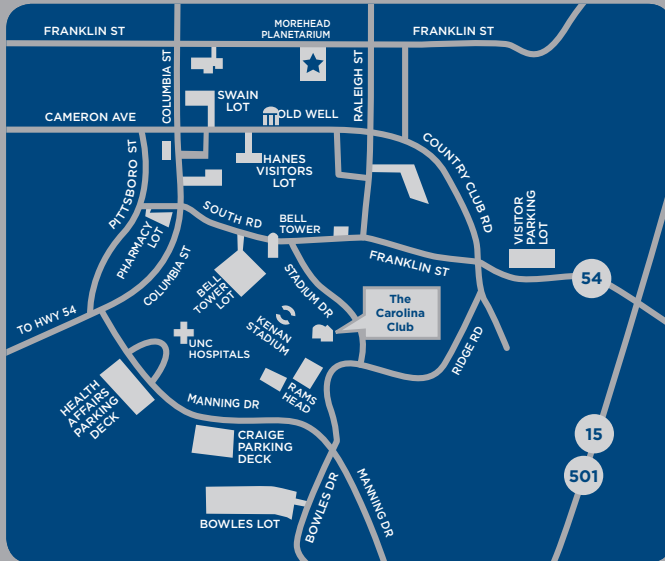 MOREHEAD
PLANETARIUM
FRANKLIN ST
FRANKLIN ST
COLUMBIA ST
RALEIGH ST
SWAIN
LOT
CAMERON AVE
OLD WELL
PITTSBORO ST
HANES
VISITORS
LOT
COUNTRY CLUB RD
VISITOR
PARKING
LOT
PHARMACY
LOT
SOUTH RD
BELL
TOWER
FRANKLIN ST
54
COLUMBIA ST
BELL
TOWER
LOT
STADIUM DR
The
Carolina
Club
TO HWY 54
KENAN
STADIUM
UNC
HOSPITALS
RIDGE RD
HEALTH
AFFAIRS
PARKING
DECK
RAMS
HEAD
MANNING DR
15
CRAIGE
PARKING
DECK
501
BOWLES DR
MANNING DR
BOWLES LOT